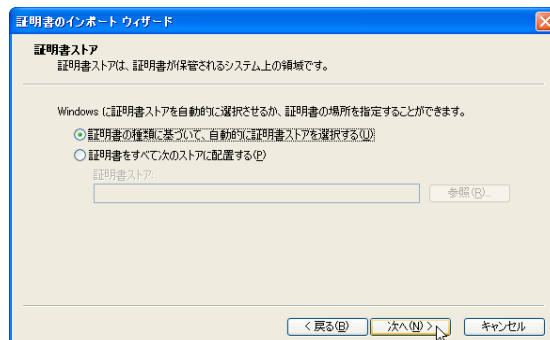 証明書のインポート ウィザード
証明書ストア
証明書ストアは、証明書が保管されるシステム上の領域です。
Windows に証明書ストアを自動的に選択させるか、証明書の場所を指定することができます。
証明書の種類に基づいて、自動的に証明書ストアを選択する(U)
証明書をすべて次のストアに配置する(P)
証明書ストア:
参照(R)...
< 戻る(B)
次へ(N) >
キャンセル